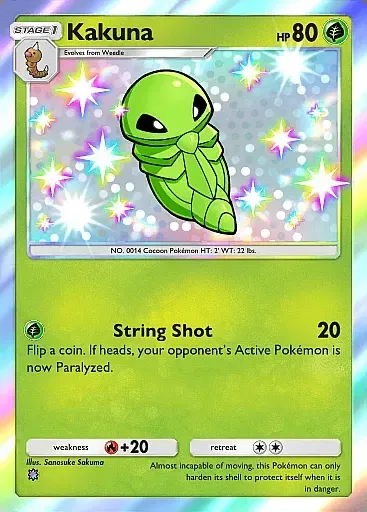 STAGE 1
Kakuna
HP 80
Evolves from Weedle
NO. 0014 Cocoon Pokémon HT: 2' WT: 22 lbs.
String Shot 20
Flip a coin. If heads, your opponent's Active Pokémon is
now Paralyzed.
weakness +20 retreat
Illus. Sanosuke Sakuma
Almost incapable of moving, this Pokémon can only
harden its shell to protect itself when it is
in danger.